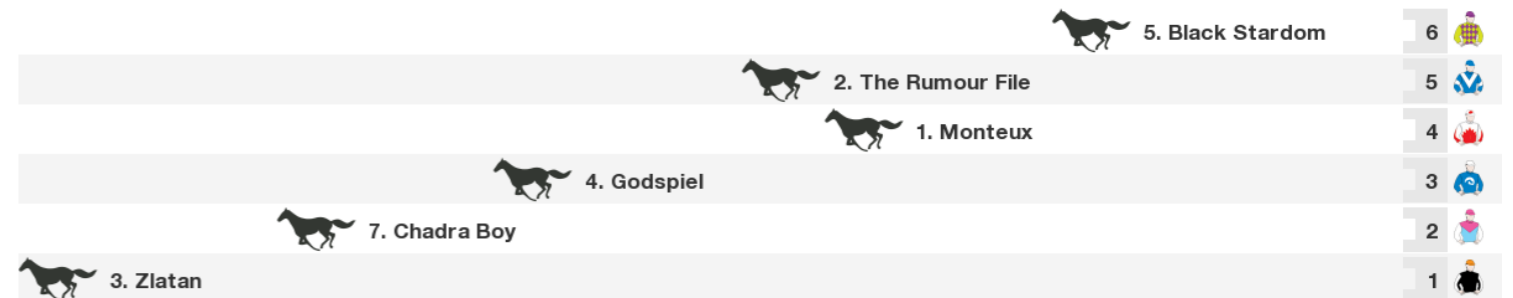 5. Black Stardom 6
2. The Rumour File 5
1. Monteux 4
4. Godspiel 3
7. Chadra Boy 2
3. Zlatan 1